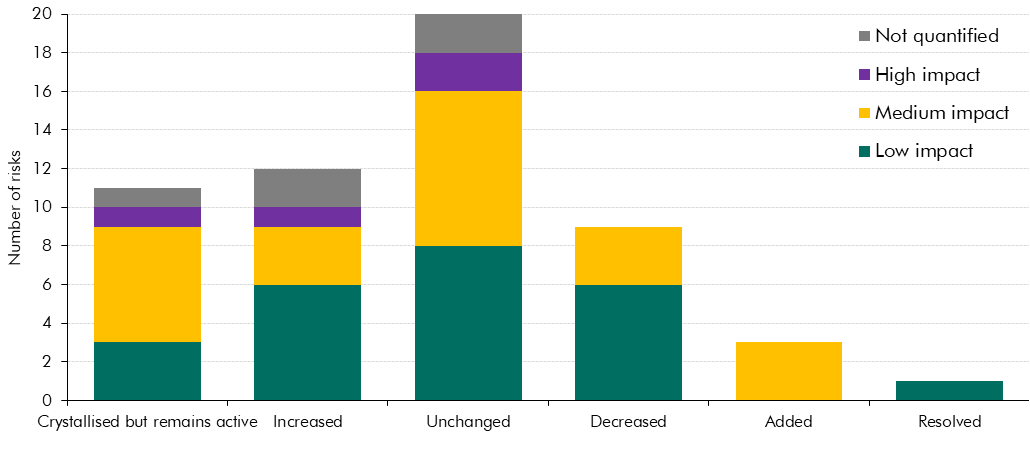 20
18
16
14
12
10
8
6
4
2
0
Number of risks
Not quantified
High impact
Medium impact
Low impact
Crystallised but remains active Increased Unchanged Decreased Added Resolved